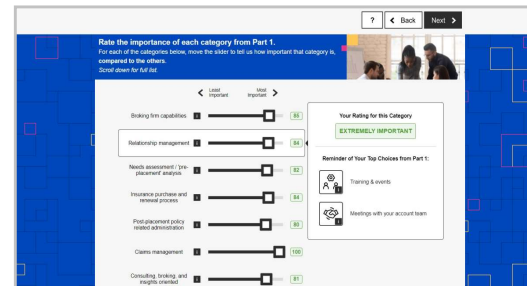 ? < Back Next >
Rate the importance of each category from Part 1.
For each of the categories below, move the slider to tell us how important that category is,
compared to the others.
Scroll down for full list.
< Least important Most important >
Broking firm capabilities i 85
Relationship management i 84
Needs assessment / 'pre-
placement' analysis i 82
Insurance purchase and
renewal process i 84
Post-placement policy
related administration i 80
Claims management i 100
Consulting, broking, and
insights oriented i 81
Your Rating for this Category
EXTREMELY IMPORTANT
Reminder of Your Top Choices from Part 1:
Training & events
Meetings with your account team